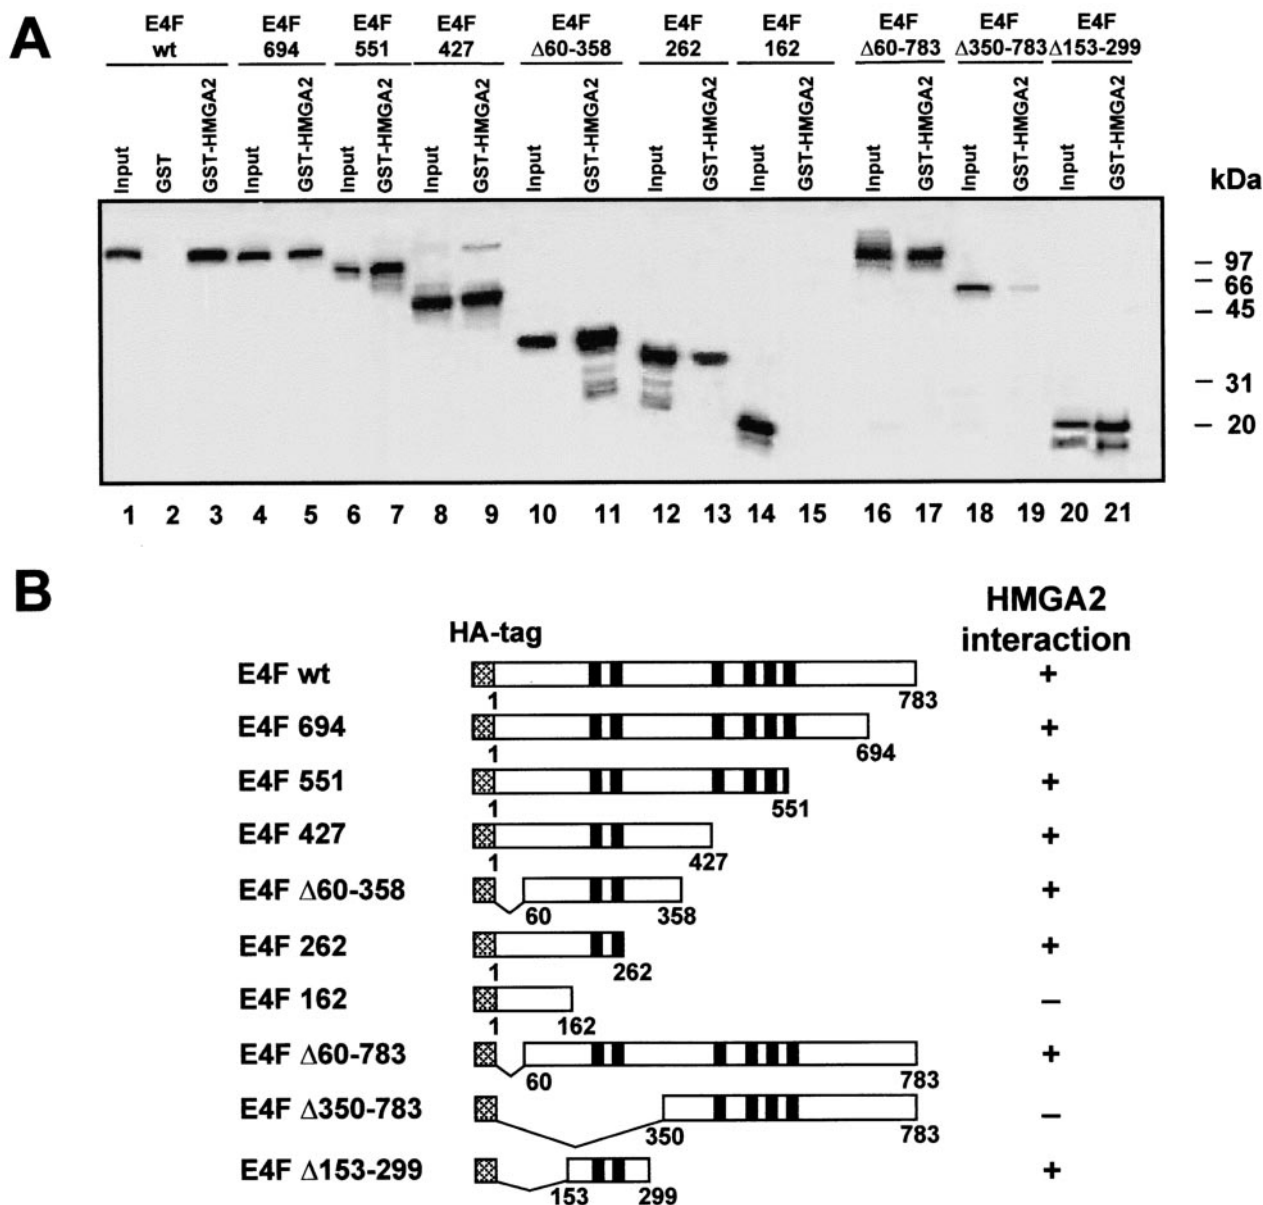 A
E4F wt
E4F 694
E4F 551
E4F 427
E4F Δ60-358
E4F 262
E4F 162
E4F Δ60-783
E4F Δ350-783
E4F Δ153-299
Input
GST
GST-HMGA2
Input
GST-HMGA2
Input
GST-HMGA2
Input
GST-HMGA2
Input
GST-HMGA2
Input
GST-HMGA2
Input
GST-HMGA2
Input
GST-HMGA2
Input
GST-HMGA2
Input
GST-HMGA2
kDa
– 97
– 66
– 45
– 31
– 20
1 2 3 4 5 6 7 8 9 10 11 12 13 14 15 16 17 18 19 20 21
B
HA-tag
HMGA2
interaction
E4F wt +
1 783
E4F 694 +
1 694
E4F 551 +
1 551
E4F 427 +
1 427
E4F Δ60-358 +
60 358
E4F 262 +
1 262
E4F 162 –
1 162
E4F Δ60-783 +
60 783
E4F Δ350-783 –
350 783
E4F Δ153-299 +
153 299